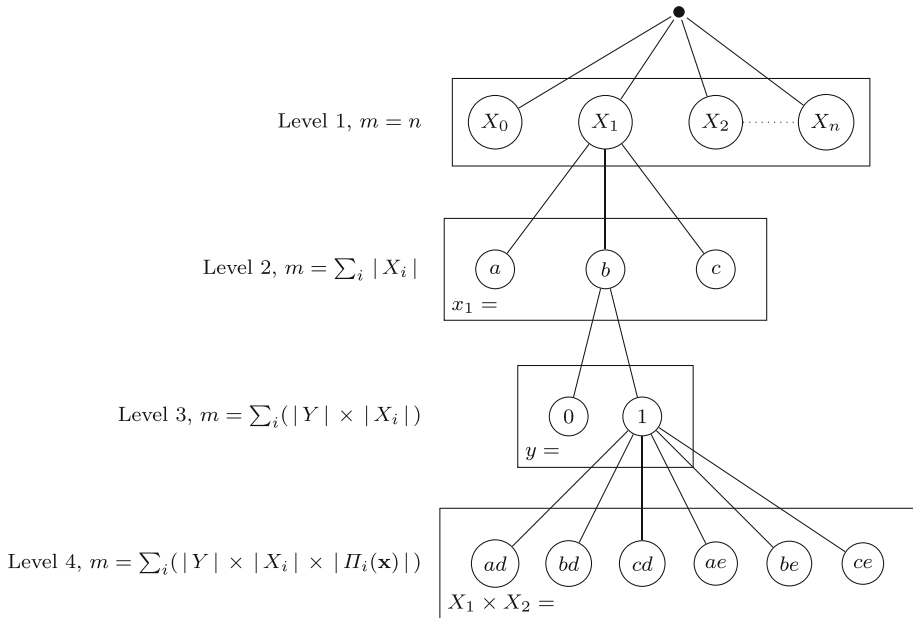 Level 1, m = n
X₀ X₁ X₂ Xₙ
Level 2, m = ∑ᵢ | Xᵢ |
a b c
x₁ =
Level 3, m = ∑ᵢ( | Y | × | Xᵢ | )
0 1
y =
Level 4, m = ∑ᵢ( | Y | × | Xᵢ | × | Πᵢ(𝐱) | )
ad bd cd ae be ce
X₁ × X₂ =